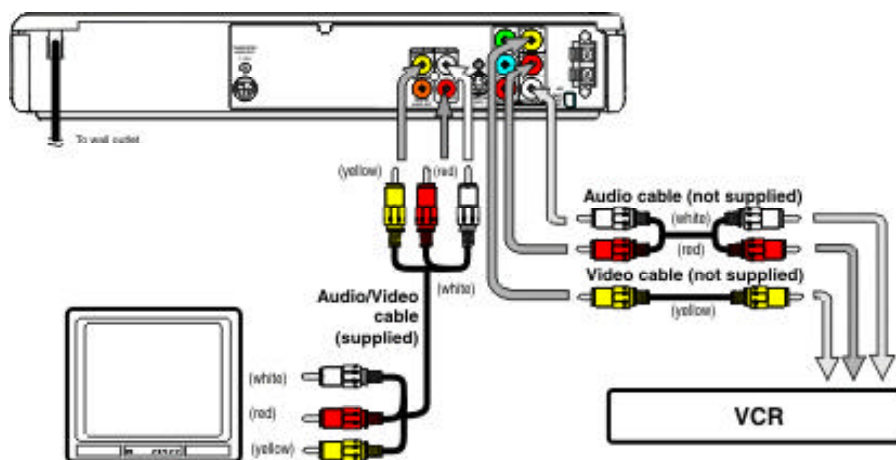 To wall outlet
(yellow)
(red)
(white)
Audio/Video
cable
(supplied)
Audio cable (not supplied)
(white)
(red)
Video cable (not supplied)
(yellow)
(white)
(red)
(yellow)
VCR